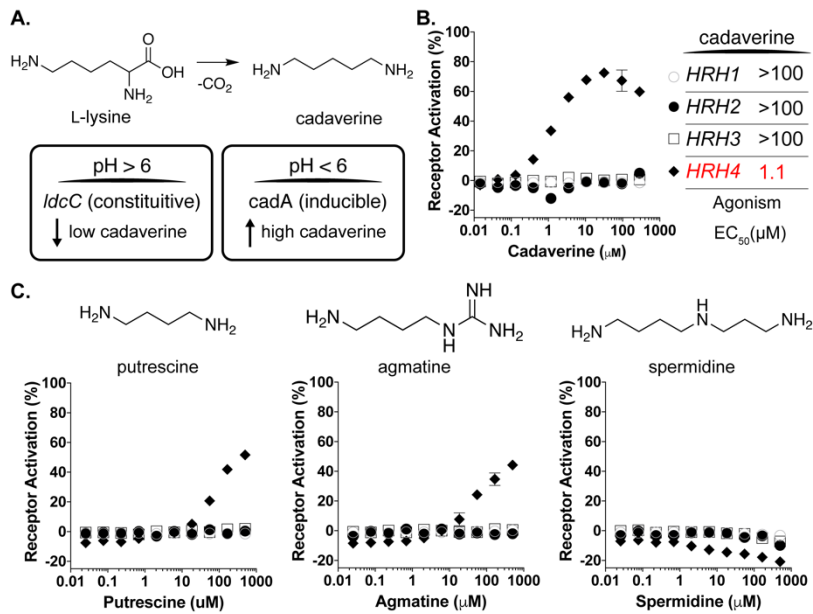 A.
H₂N
O
OH
NH₂
L-lysine
-CO₂
H₂N
NH₂
cadaverine
pH > 6
ldcC (constituitive)
low cadaverine
pH < 6
cadA (inducible)
high cadaverine
B.
Receptor Activation (%)
100
80
60
40
20
0
-20
0.01 0.1 1 10 100 1000
Cadaverine (μM)
cadaverine
HRH1 >100
HRH2 >100
HRH3 >100
HRH4 1.1
Agonism
EC₅₀(μM)
C.
H₂N
NH₂
putrescine
H₂N
N
H
NH
NH₂
agmatine
NH₂
H
N
NH₂
spermidine
Receptor Activation (%)
100
80
60
40
20
0
-20
0.01 0.1 1 10 100 1000
Putrescine (uM)
Receptor Activation (%)
100
80
60
40
20
0
-20
0.01 0.1 1 10 100 1000
Agmatine (μM)
Receptor Activation (%)
100
80
60
40
20
0
-20
0.01 0.1 1 10 100 1000
Spermidine (μM)